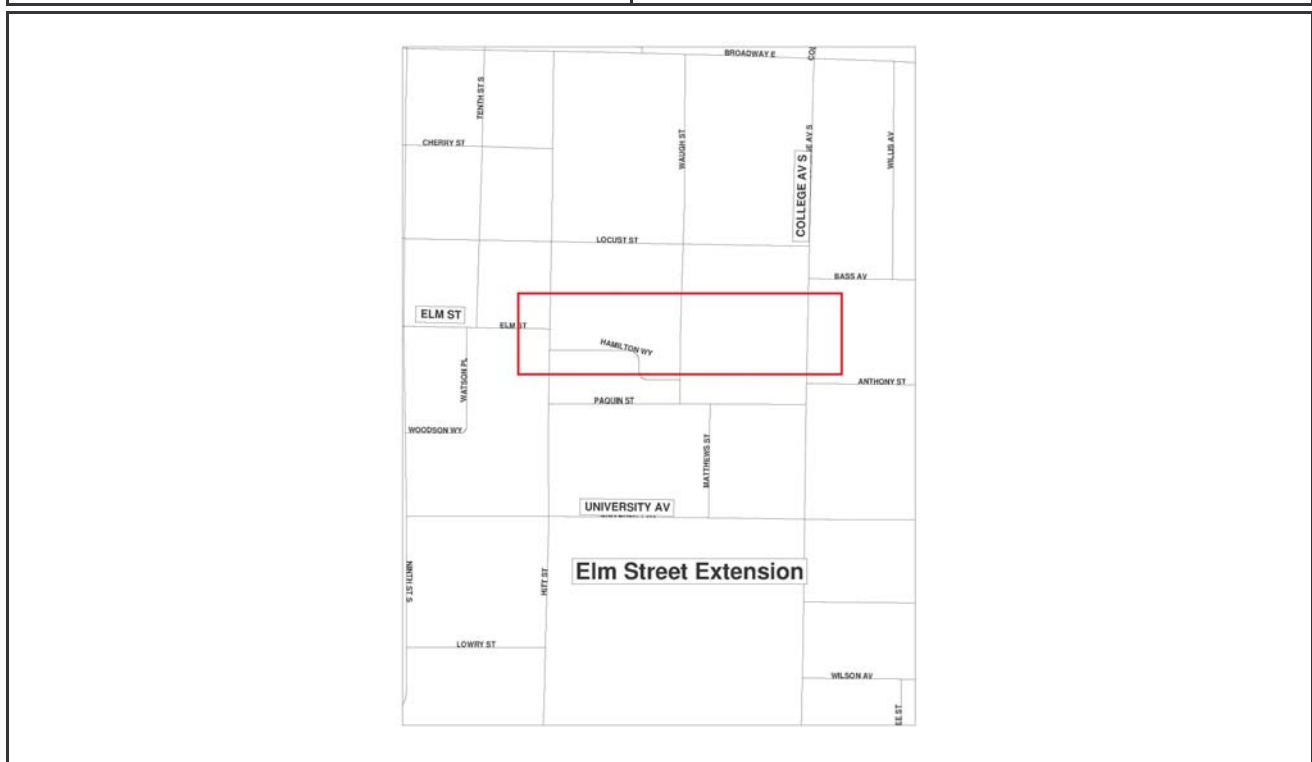 BROADWAY E
TENTH ST S
WAUGH ST
COLLEGE AV S
WILLIS AV
CHERRY ST
LOCUST ST
BASS AV
ELM ST
ELM ST
HAMILTON WY
WATSON PL
ANTHONY ST
PAQUIN ST
WOODSON WY
MATTHEWS ST
UNIVERSITY AV
Elm Street Extension
NINTH ST S
HITT ST
LOWRY ST
WILSON AV
EE ST